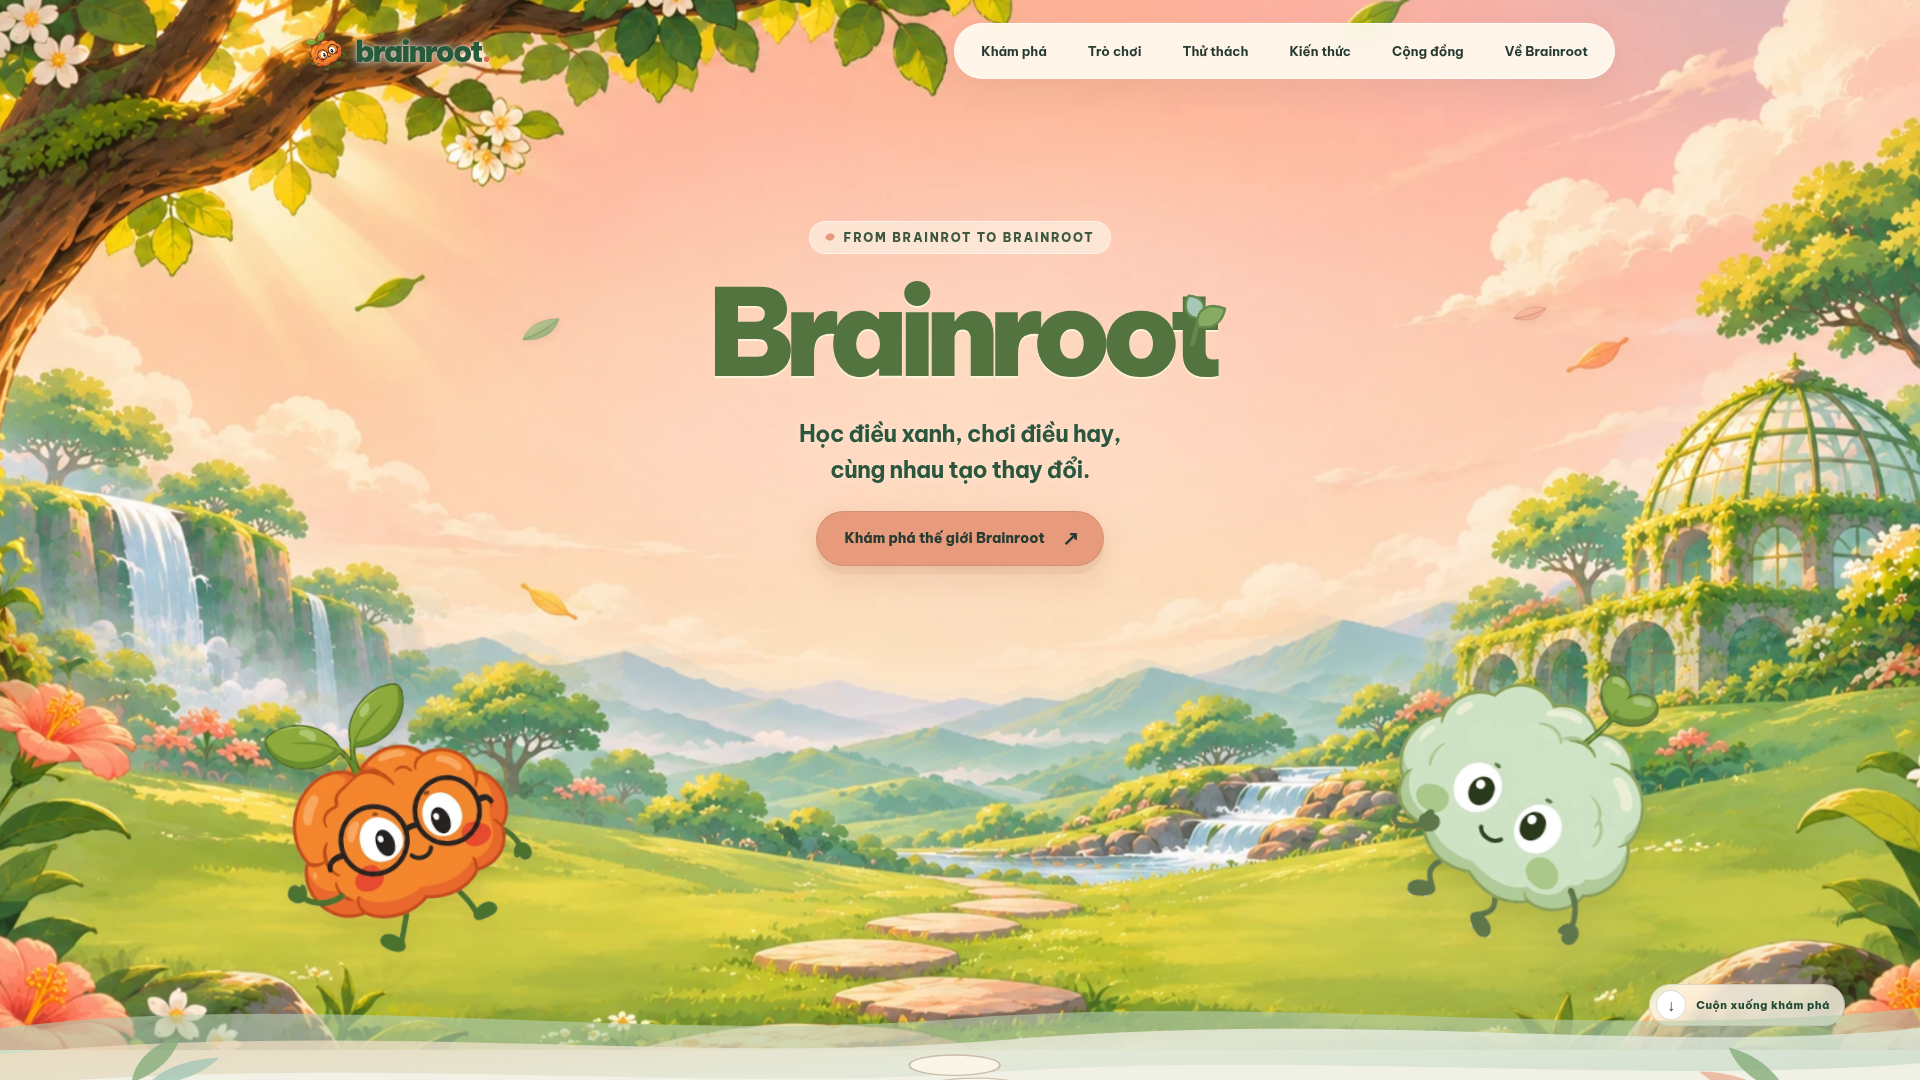 brainroot.
Khám phá
Trò chơi
Thử thách
Kiến thức
Cộng đồng
Về Brainroot
FROM BRAINROT TO BRAINROOT
Brainroot
Học điều xanh, chơi điều hay,
cùng nhau tạo thay đổi.
Khám phá thế giới Brainroot ↗
↓ Cuộn xuống khám phá